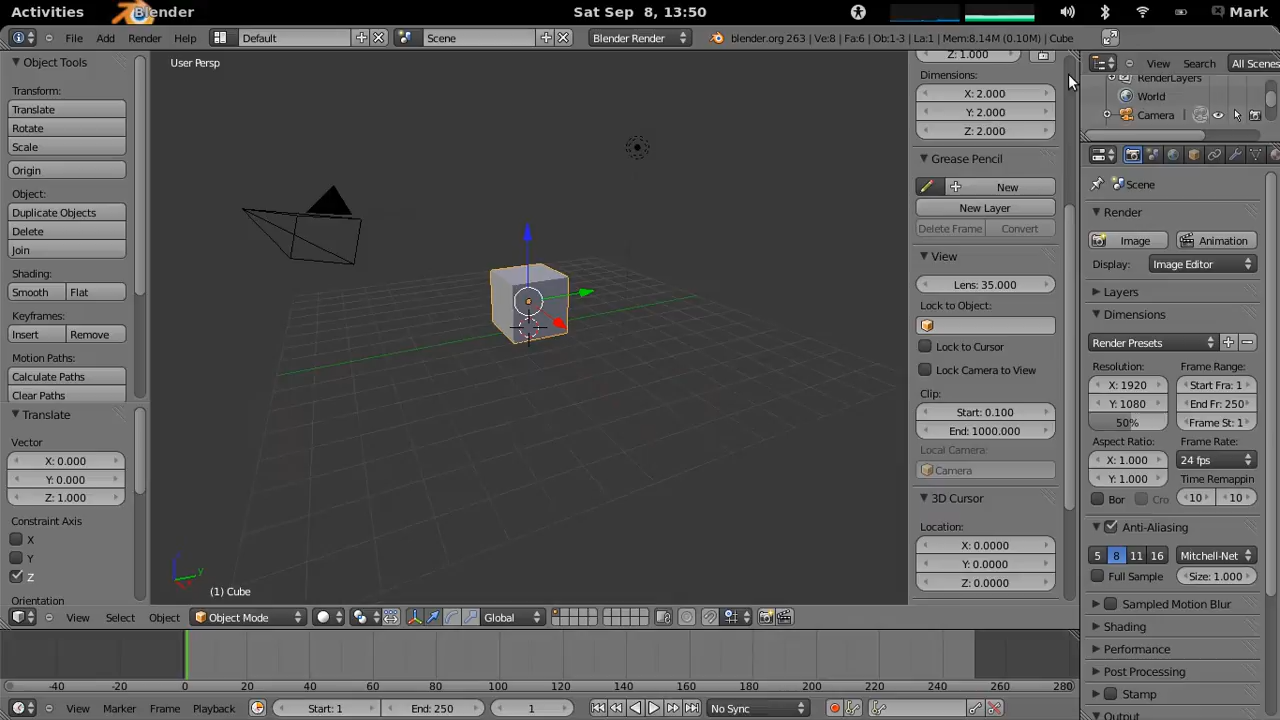 Activities Blender Sat Sep 8, 13:50 Mark
File Add Render Help Default Scene Blender Render blender.org 263 | Ve:8 | Fa:6 | Ob:1-3 | La:1 | Mem:8.14M (0.10M) | Cube
Object Tools
Transform:
Translate
Rotate
Scale
Origin
Object:
Duplicate Objects
Delete
Join
Shading:
Smooth Flat
Keyframes:
Insert Remove
Motion Paths:
Calculate Paths
Clear Paths
Translate
Vector
X: 0.000
Y: 0.000
Z: 1.000
Constraint Axis
X
Y
Z
Orientation
User Persp
z
y
(1) Cube
Z: 1.000
Dimensions:
X: 2.000
Y: 2.000
Z: 2.000
Grease Pencil
New
New Layer
Delete Frame Convert
View
Lens: 35.000
Lock to Object:
Lock to Cursor
Lock Camera to View
Clip:
Start: 0.100
End: 1000.000
Local Camera:
Camera
3D Cursor
Location:
X: 0.0000
Y: 0.0000
Z: 0.0000
View Search All Scenes
RenderLayers
World
Camera
Scene
Render
Image Animation
Display: Image Editor
Layers
Dimensions
Render Presets
Resolution: Frame Range:
X: 1920 Start Fra: 1
Y: 1080 End Fr: 250
50% Frame St: 1
Aspect Ratio: Frame Rate:
X: 1.000 24 fps
Y: 1.000 Time Remappin
Bor Cro 10 10
Anti-Aliasing
5 8 11 16 Mitchell-Net
Full Sample Size: 1.000
Sampled Motion Blur
Shading
Performance
Post Processing
Stamp
Output
View Select Object Object Mode Global
-40 -20 0 20 40 60 80 100 120 140 160 180 200 220 240 260 280
View Marker Frame Playback Start: 1 End: 250 1 No Sync